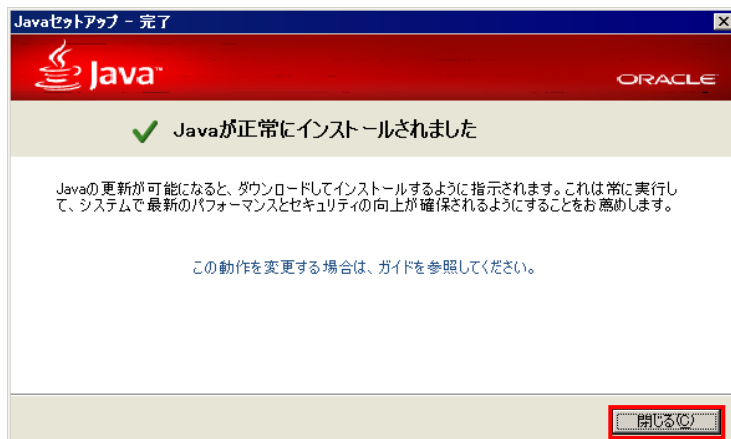 Javaセットアップ - 完了
Java™
ORACLE
Javaが正常にインストールされました
Javaの更新が可能になると、ダウンロードしてインストールするように指示されます。これは常に実行し
て、システムで最新のパフォーマンスとセキュリティの向上が確保されるようにすることをお薦めします。
この動作を変更する場合は、ガイドを参照してください。
閉じる(C)